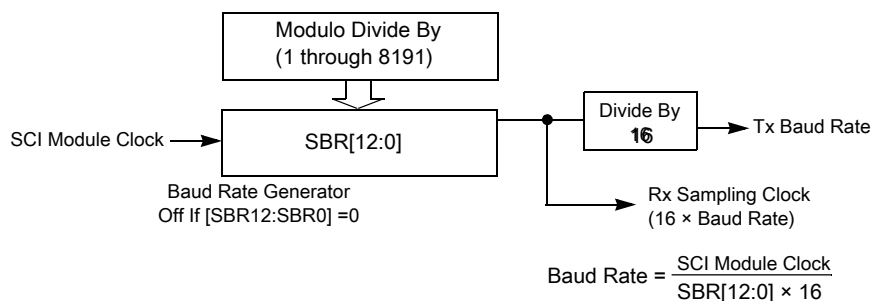 Modulo Divide By
(1 through 8191)
SCI Module Clock
SBR[12:0]
Divide By
16
Tx Baud Rate
Baud Rate Generator
Off If [SBR12:SBR0] =0
Rx Sampling Clock
(16 × Baud Rate)
Baud Rate = SCI Module Clock
SBR[12:0] × 16